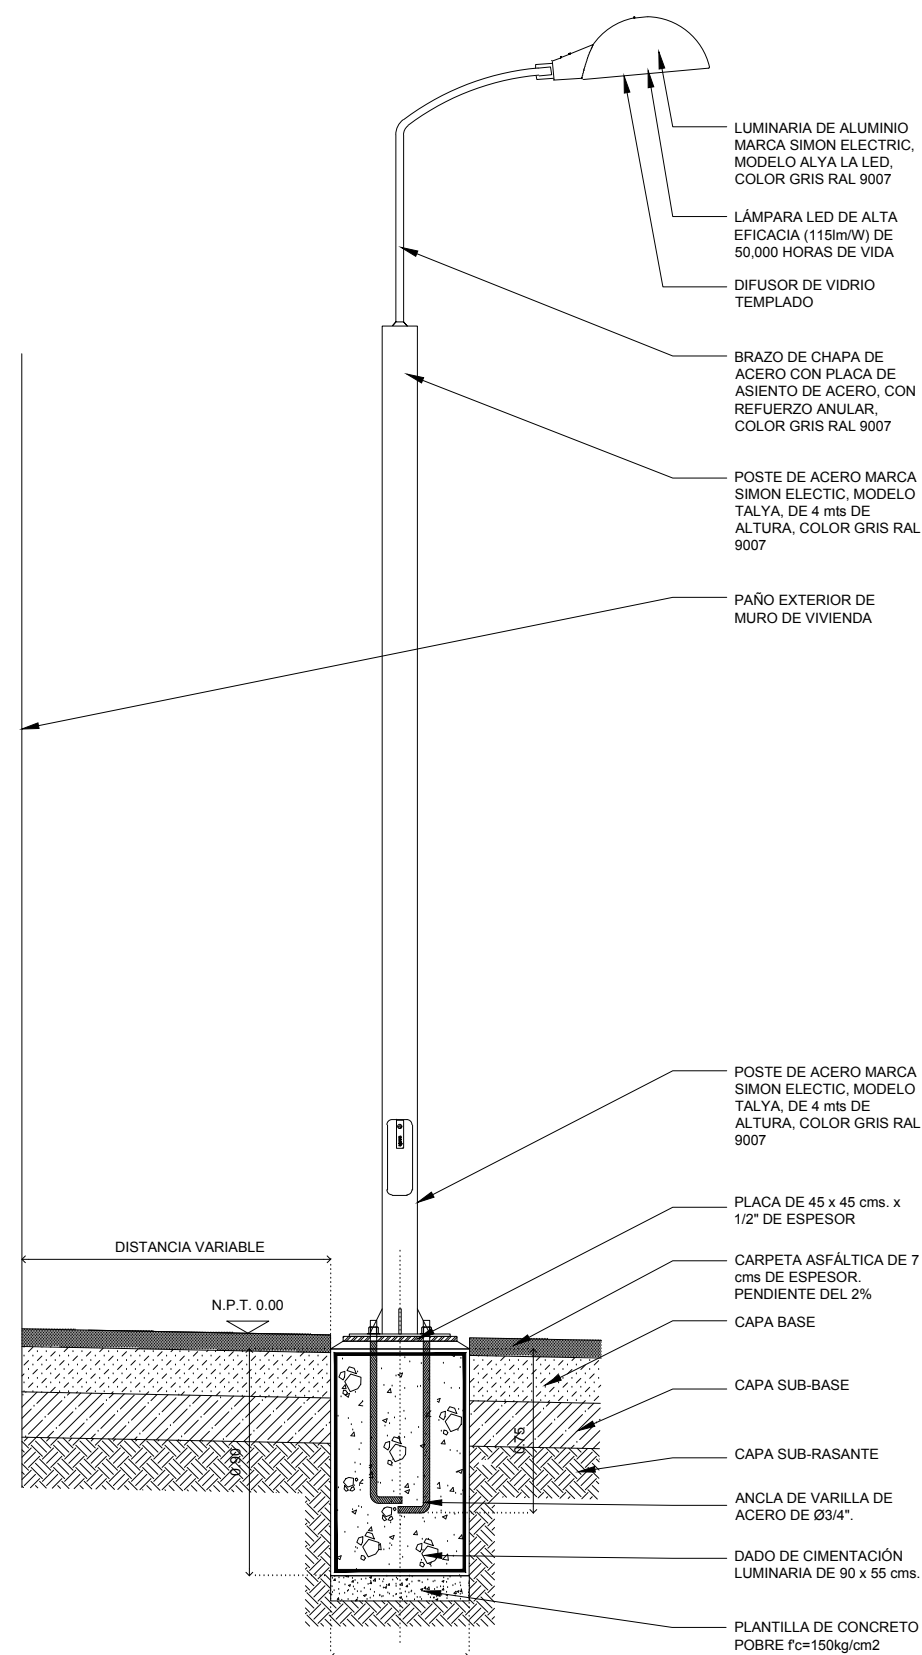 LUMINARIA DE ALUMINIO
MARCA SIMON ELECTRIC,
MODELO ALYA LA LED,
COLOR GRIS RAL 9007
LÁMPARA LED DE ALTA
EFICACIA (115lm/W) DE
50,000 HORAS DE VIDA
DIFUSOR DE VIDRIO
TEMPLADO
BRAZO DE CHAPA DE
ACERO CON PLACA DE
ASIENTO DE ACERO, CON
REFUERZO ANULAR,
COLOR GRIS RAL 9007
POSTE DE ACERO MARCA
SIMON ELECTIC, MODELO
TALYA, DE 4 mts DE
ALTURA, COLOR GRIS RAL
9007
PAÑO EXTERIOR DE
MURO DE VIVIENDA
POSTE DE ACERO MARCA
SIMON ELECTIC, MODELO
TALYA, DE 4 mts DE
ALTURA, COLOR GRIS RAL
9007
PLACA DE 45 x 45 cms. x
1/2" DE ESPESOR
DISTANCIA VARIABLE
CARPETA ASFÁLTICA DE 7
cms DE ESPESOR.
PENDIENTE DEL 2%
N.P.T. 0.00
CAPA BASE
CAPA SUB-BASE
0.75
0.90
CAPA SUB-RASANTE
ANCLA DE VARILLA DE
ACERO DE Ø3/4".
DADO DE CIMENTACIÓN
LUMINARIA DE 90 x 55 cms.
PLANTILLA DE CONCRETO
POBRE f'c=150kg/cm2